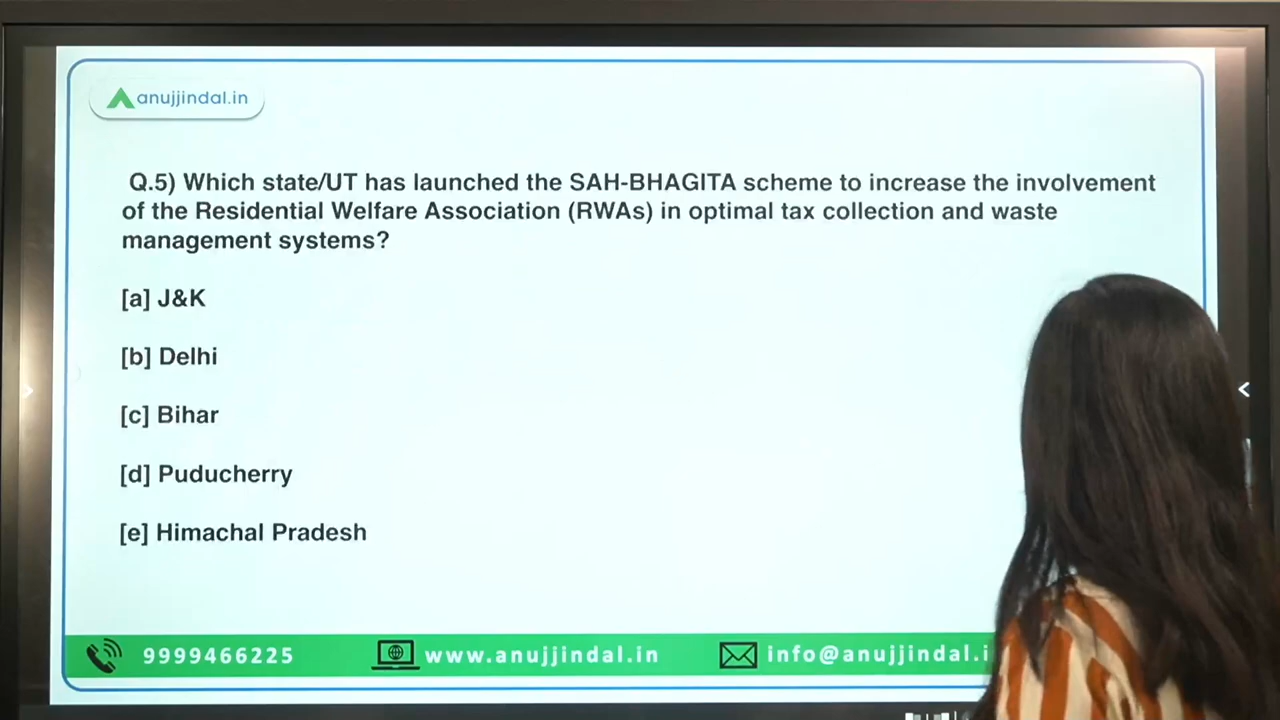 anujjindal.in
Q.5) Which state/UT has launched the SAH-BHAGITA scheme to increase the involvement
of the Residential Welfare Association (RWAs) in optimal tax collection and waste
management systems?
[a] J&K
[b] Delhi
[c] Bihar
[d] Puducherry
[e] Himachal Pradesh
9999466225 www.anujjindal.in info@anujjindal.i